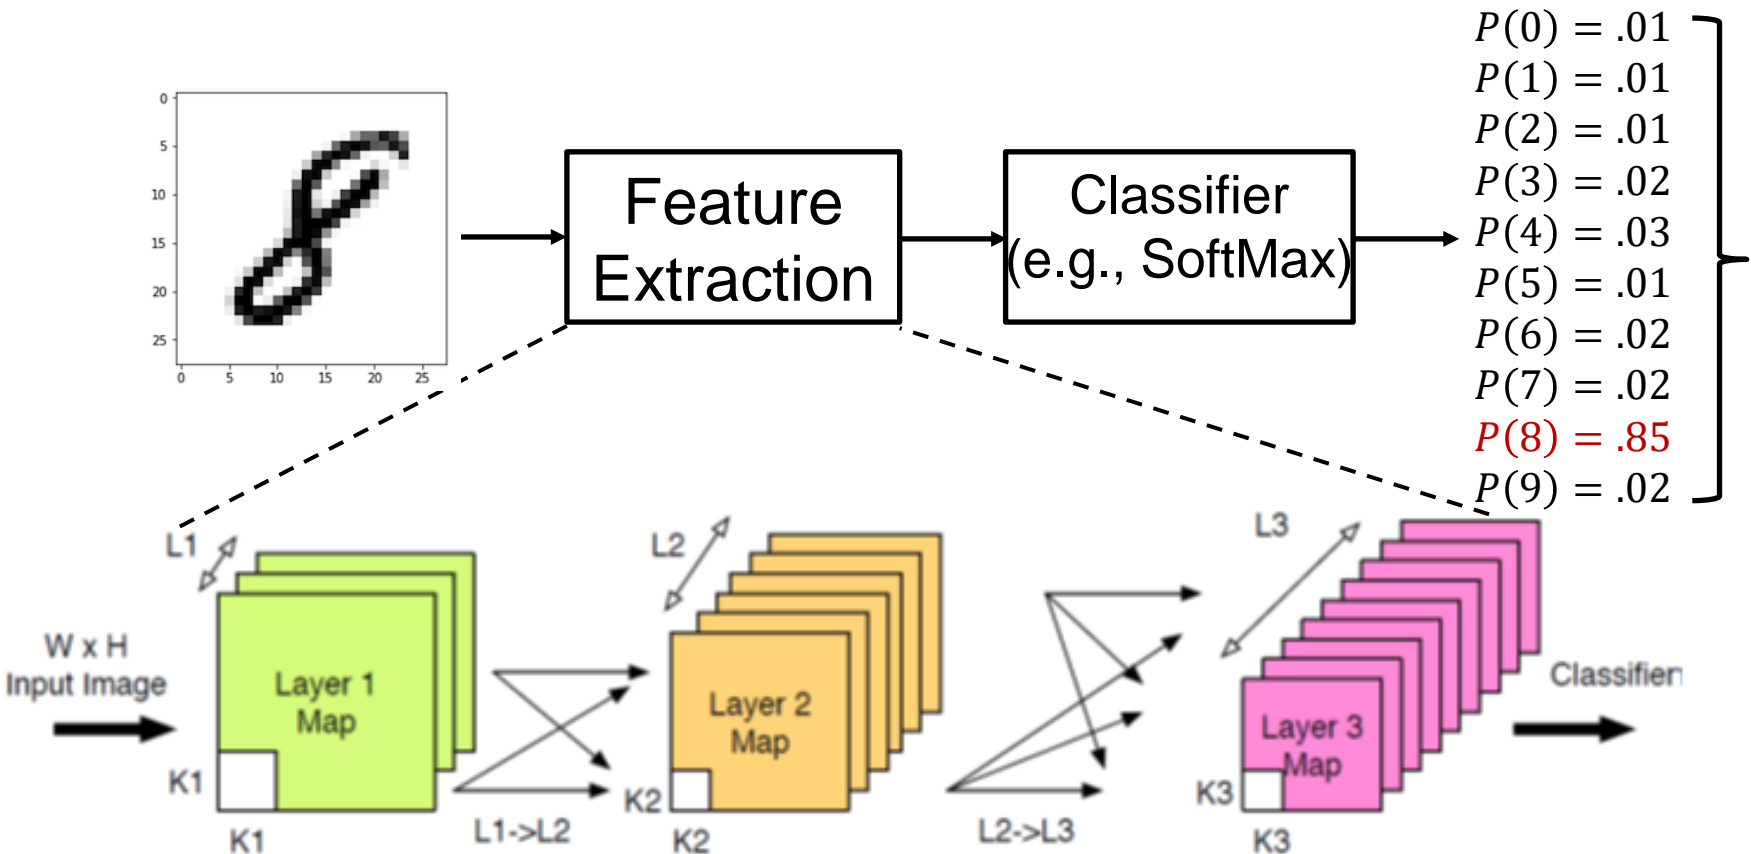 0
5
10
15
20
25
0 5 10 15 20 25
Feature
Extraction
Classifier
(e.g., SoftMax)
P(0) = .01
P(1) = .01
P(2) = .01
P(3) = .02
P(4) = .03
P(5) = .01
P(6) = .02
P(7) = .02
P(8) = .85
P(9) = .02
W x H
Input Image
L1
Layer 1
Map
K1
K1
L1->L2
L2
Layer 2
Map
K2
K2
L2->L3
L3
Layer 3
Map
K3
K3
Classifier